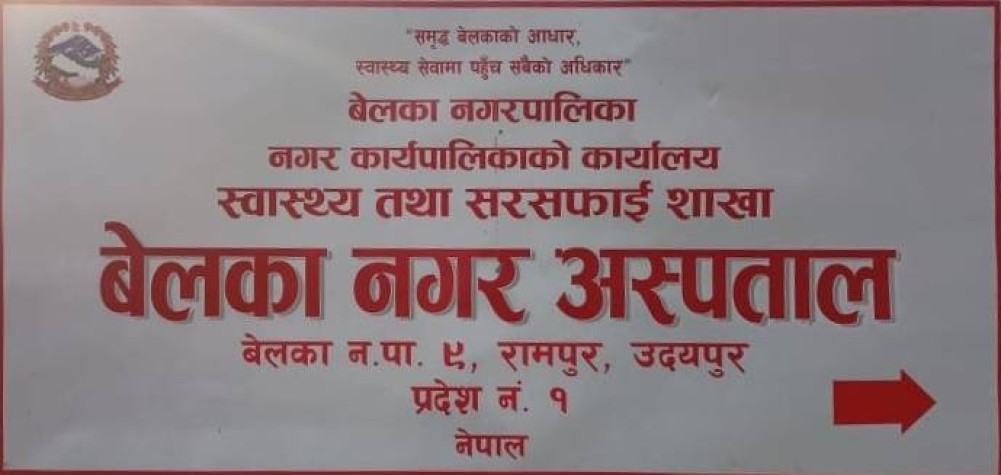 "समृद्ध बेलकाको आधार,
स्वास्थ्य सेवामा पहुँच सबैको अधिकार"
बेलका नगरपालिका
नगर कार्यपालिकाको कार्यालय
स्वास्थ्य तथा सरसफाई शाखा
बेलका नगर अस्पताल
बेलका न.पा. ९, रामपुर, उदयपुर
प्रदेश नं. १
नेपाल